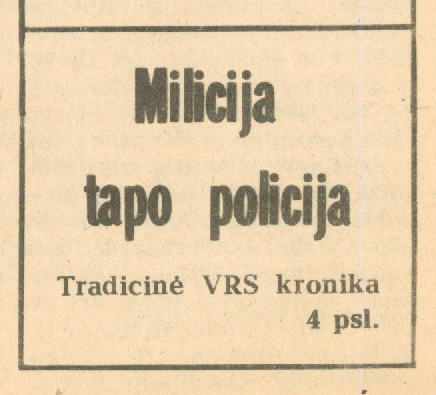 Milicija
tapo policija
Tradicinė VRS kronika
4 psl.